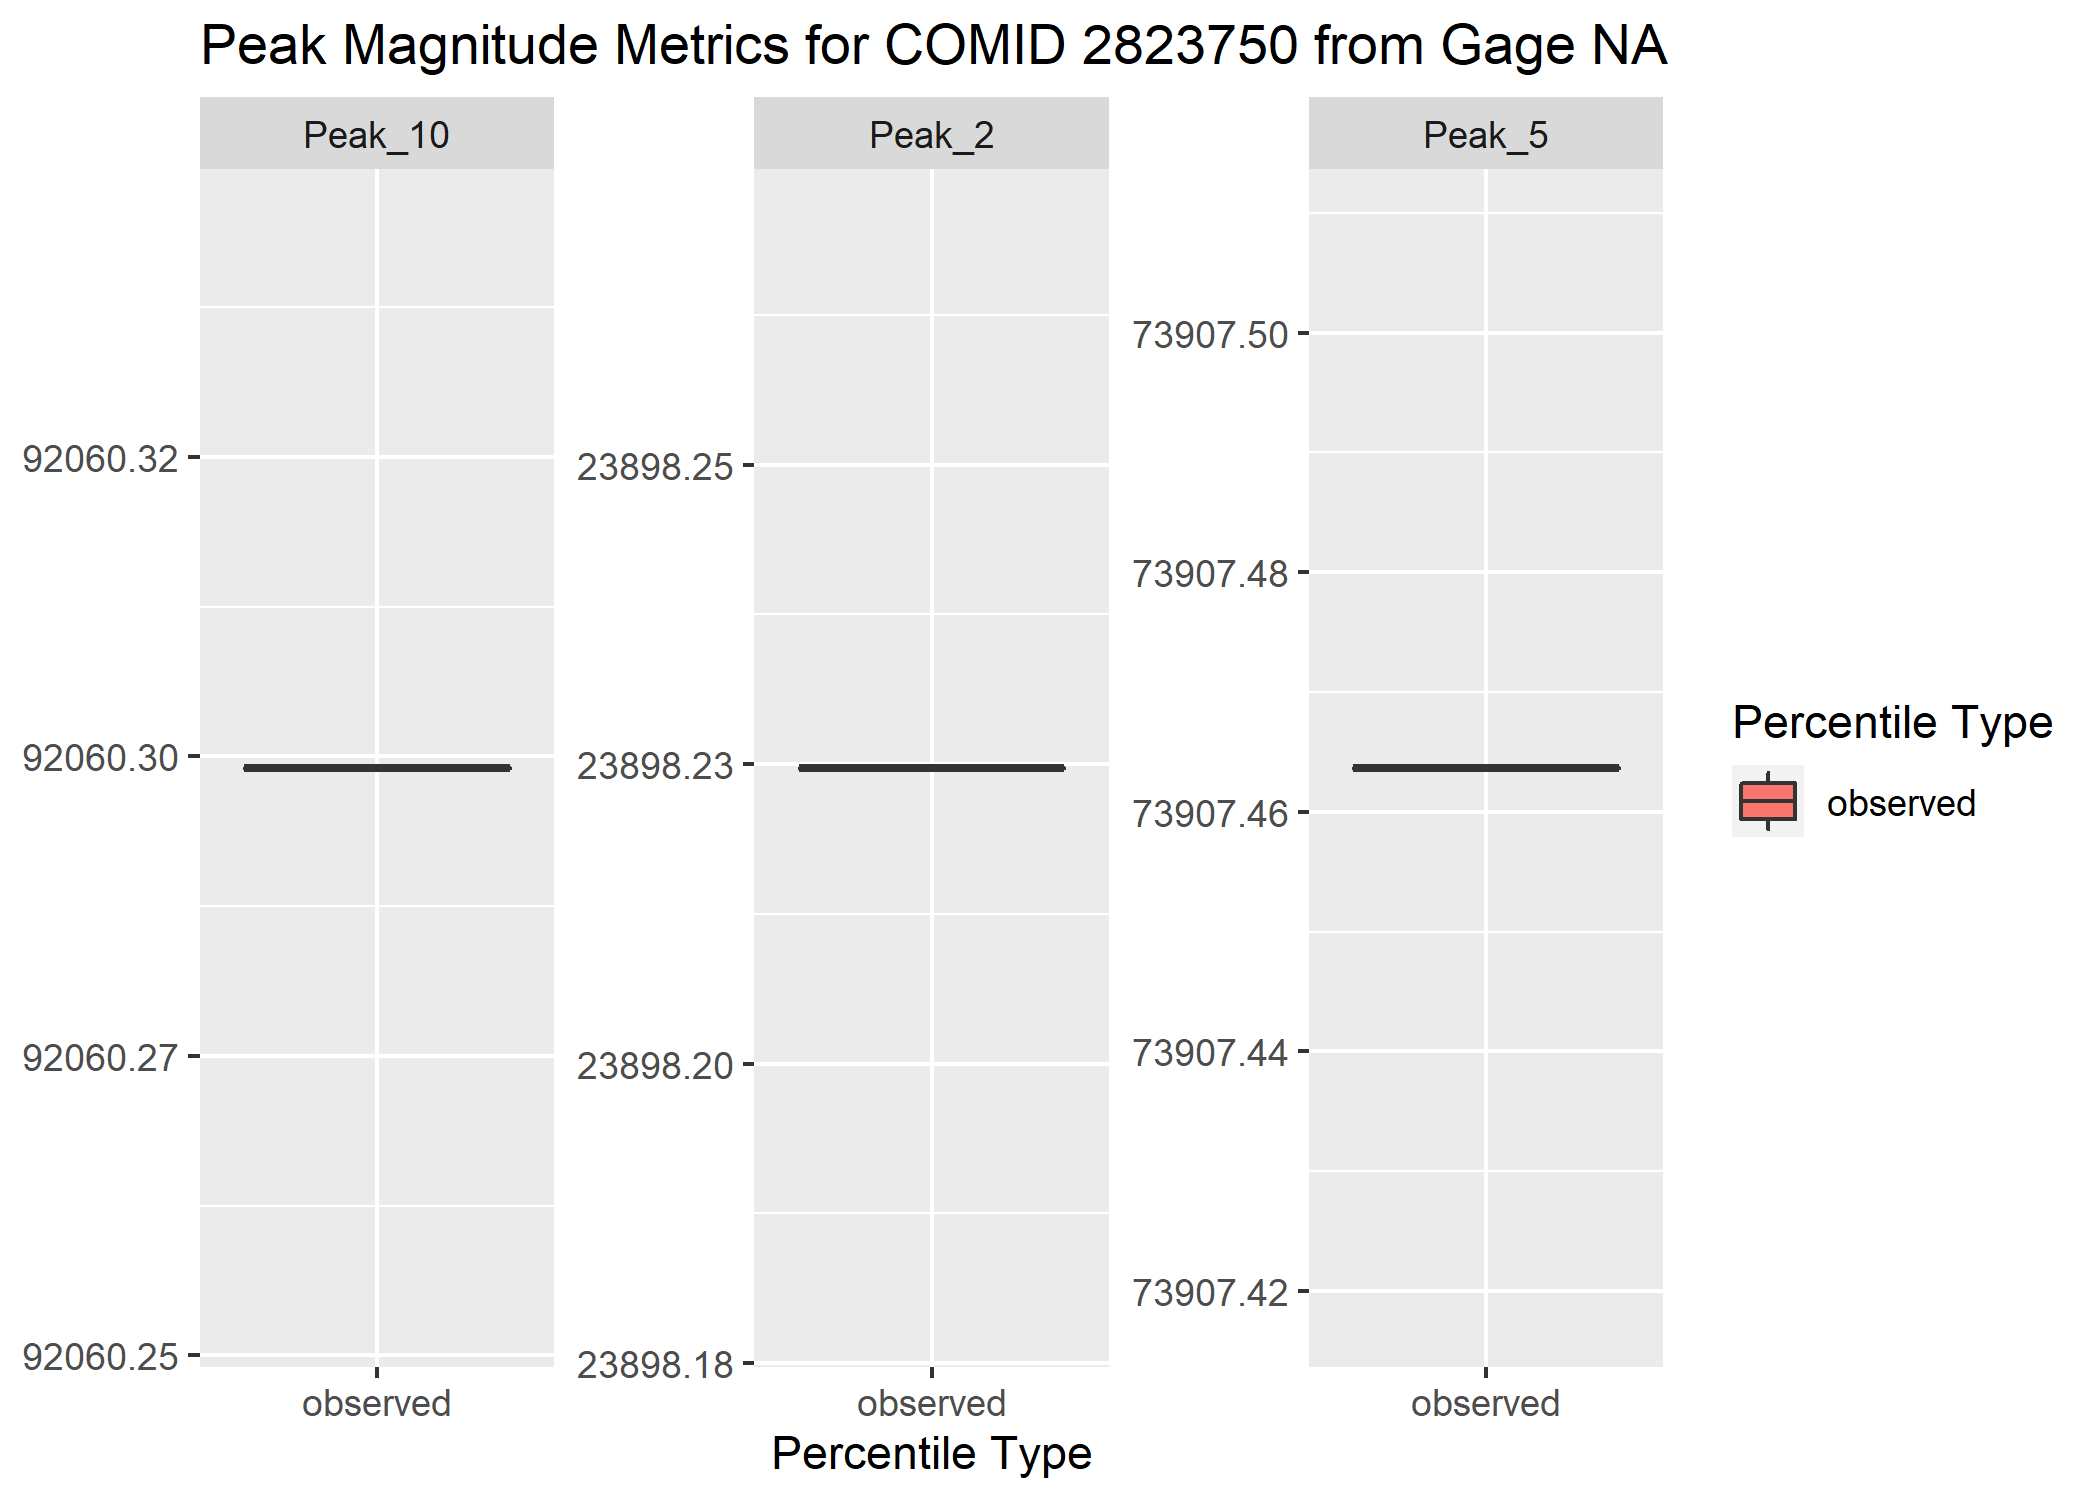 Peak Magnitude Metrics for COMID 2823750 from Gage NA
Peak_10
Peak_2
Peak_5
92060.32
92060.30
92060.27
92060.25
23898.25
23898.23
23898.20
23898.18
73907.50
73907.48
73907.46
73907.44
73907.42
observed
observed
observed
Percentile Type
Percentile Type
observed